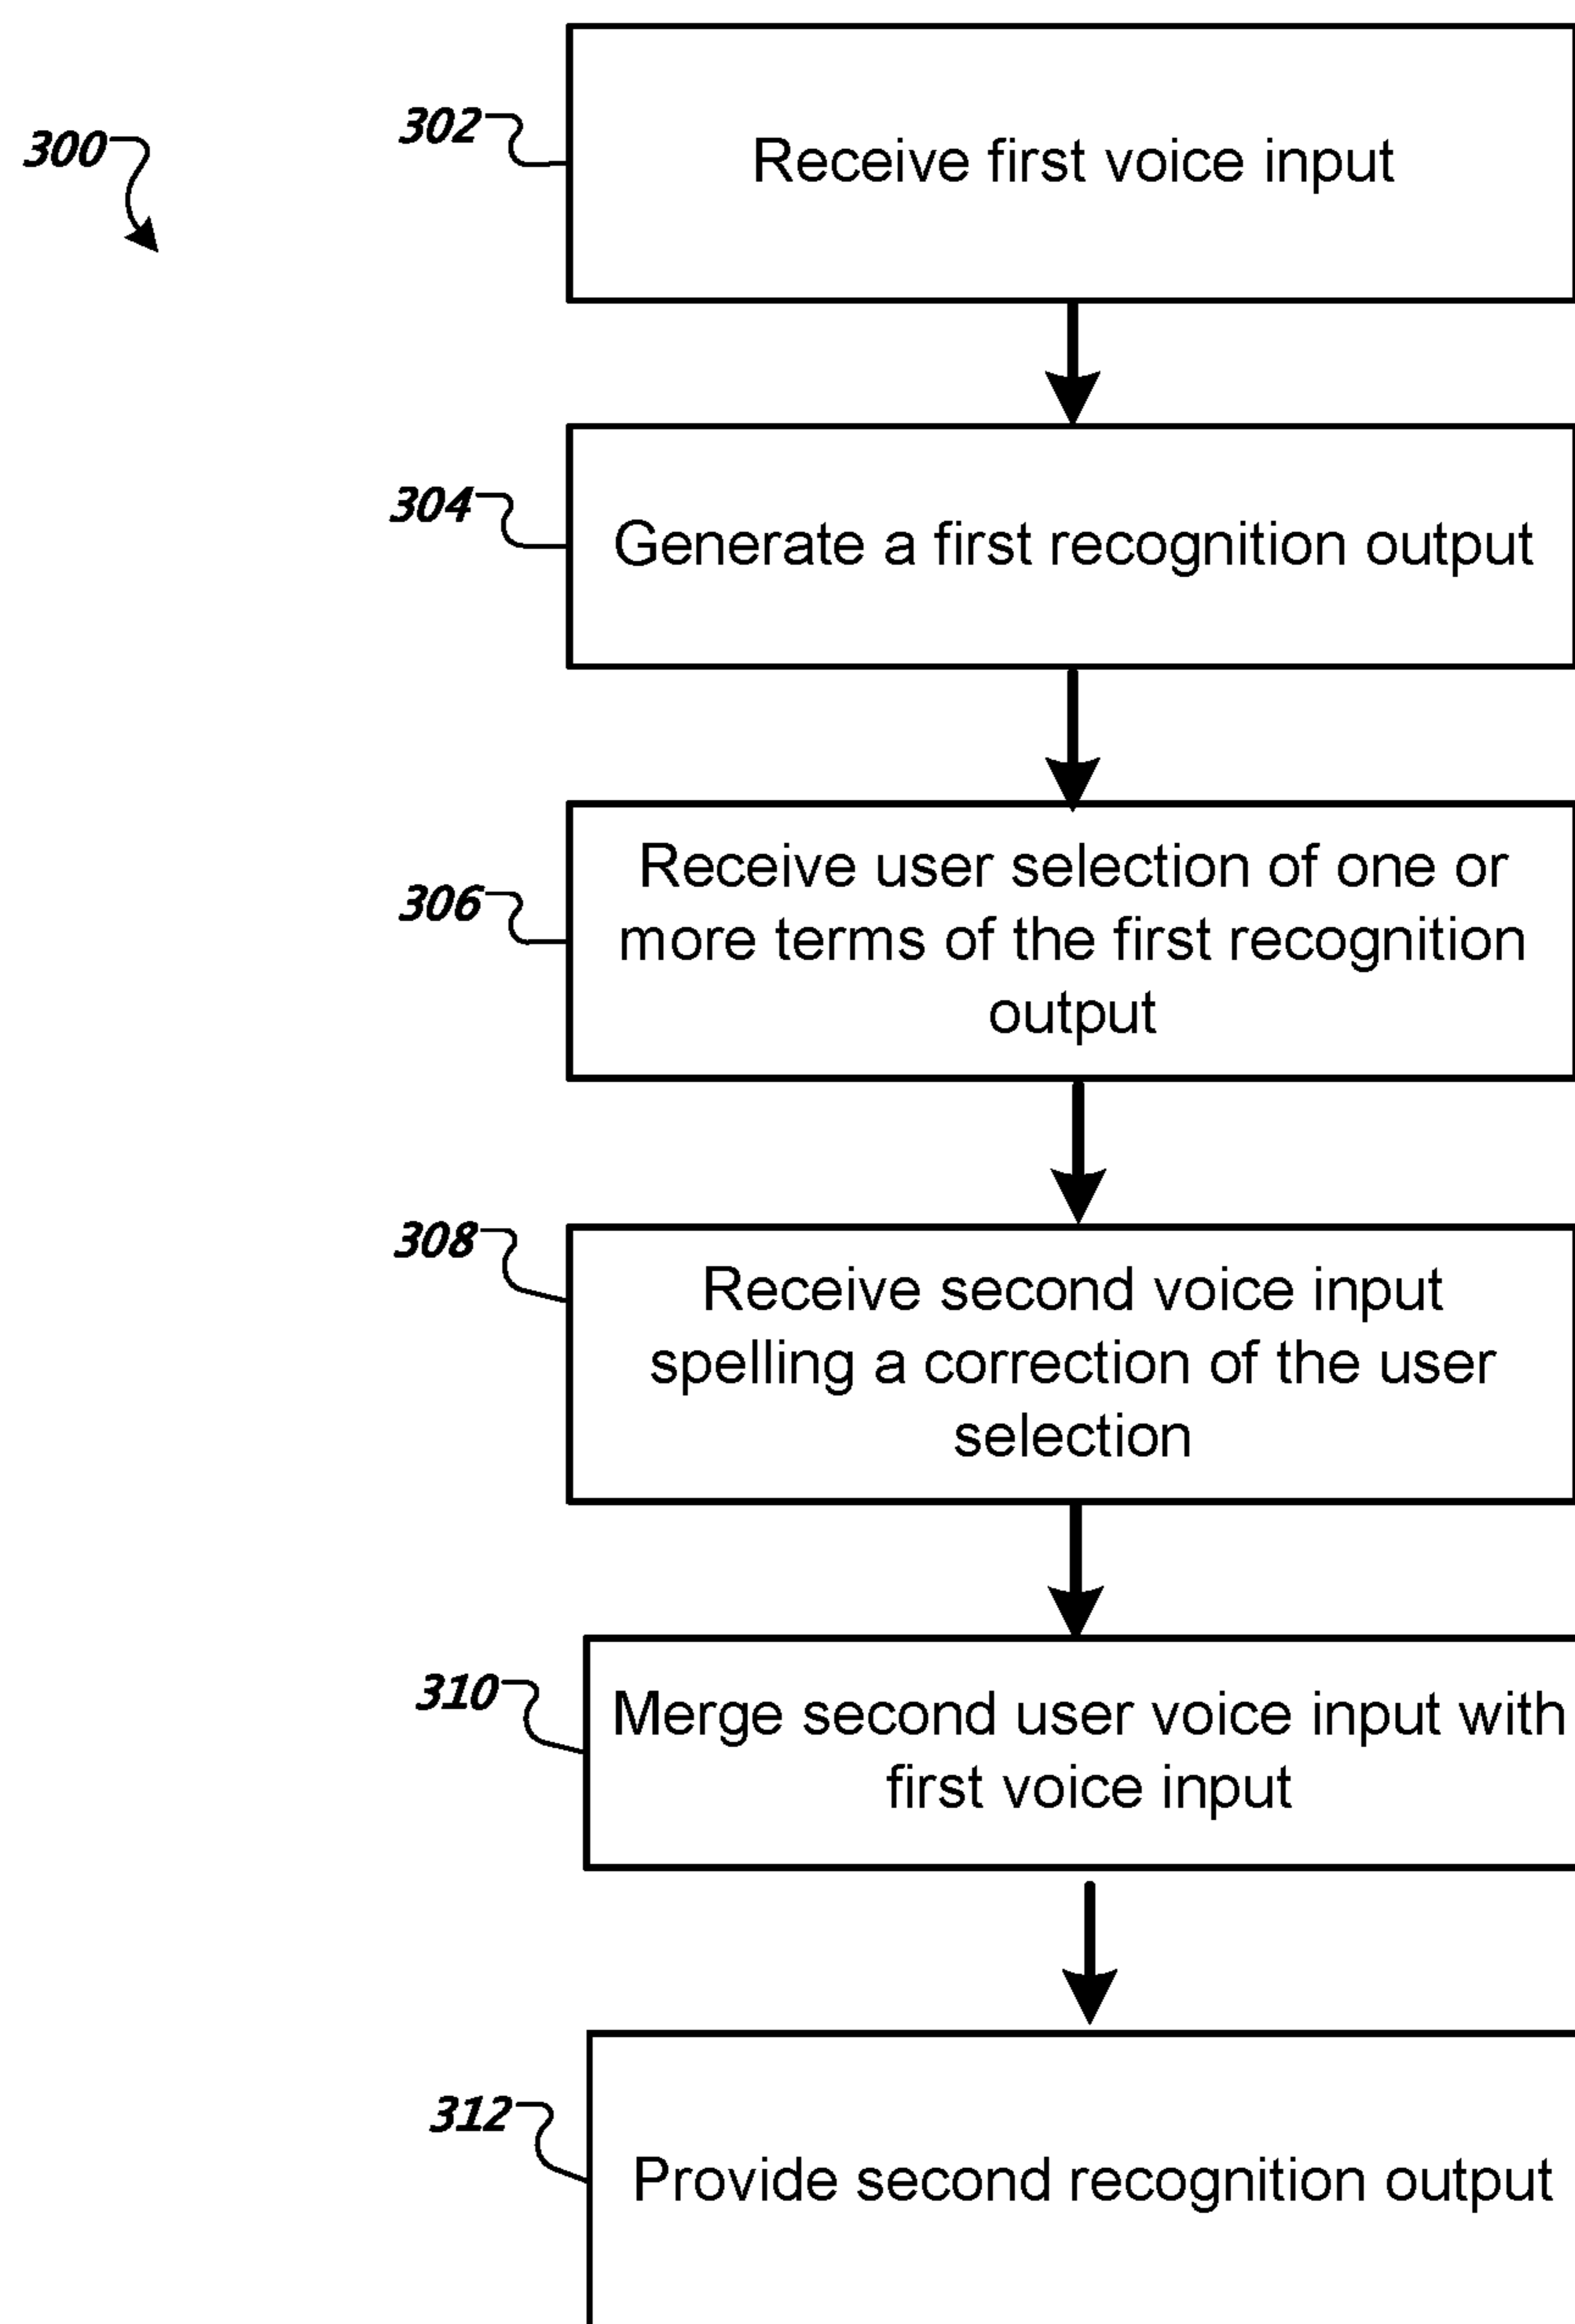 300
302
Receive first voice input
304
Generate a first recognition output
306
Receive user selection of one or
more terms of the first recognition
output
308
Receive second voice input
spelling a correction of the user
selection
310
Merge second user voice input with
first voice input
312
Provide second recognition output